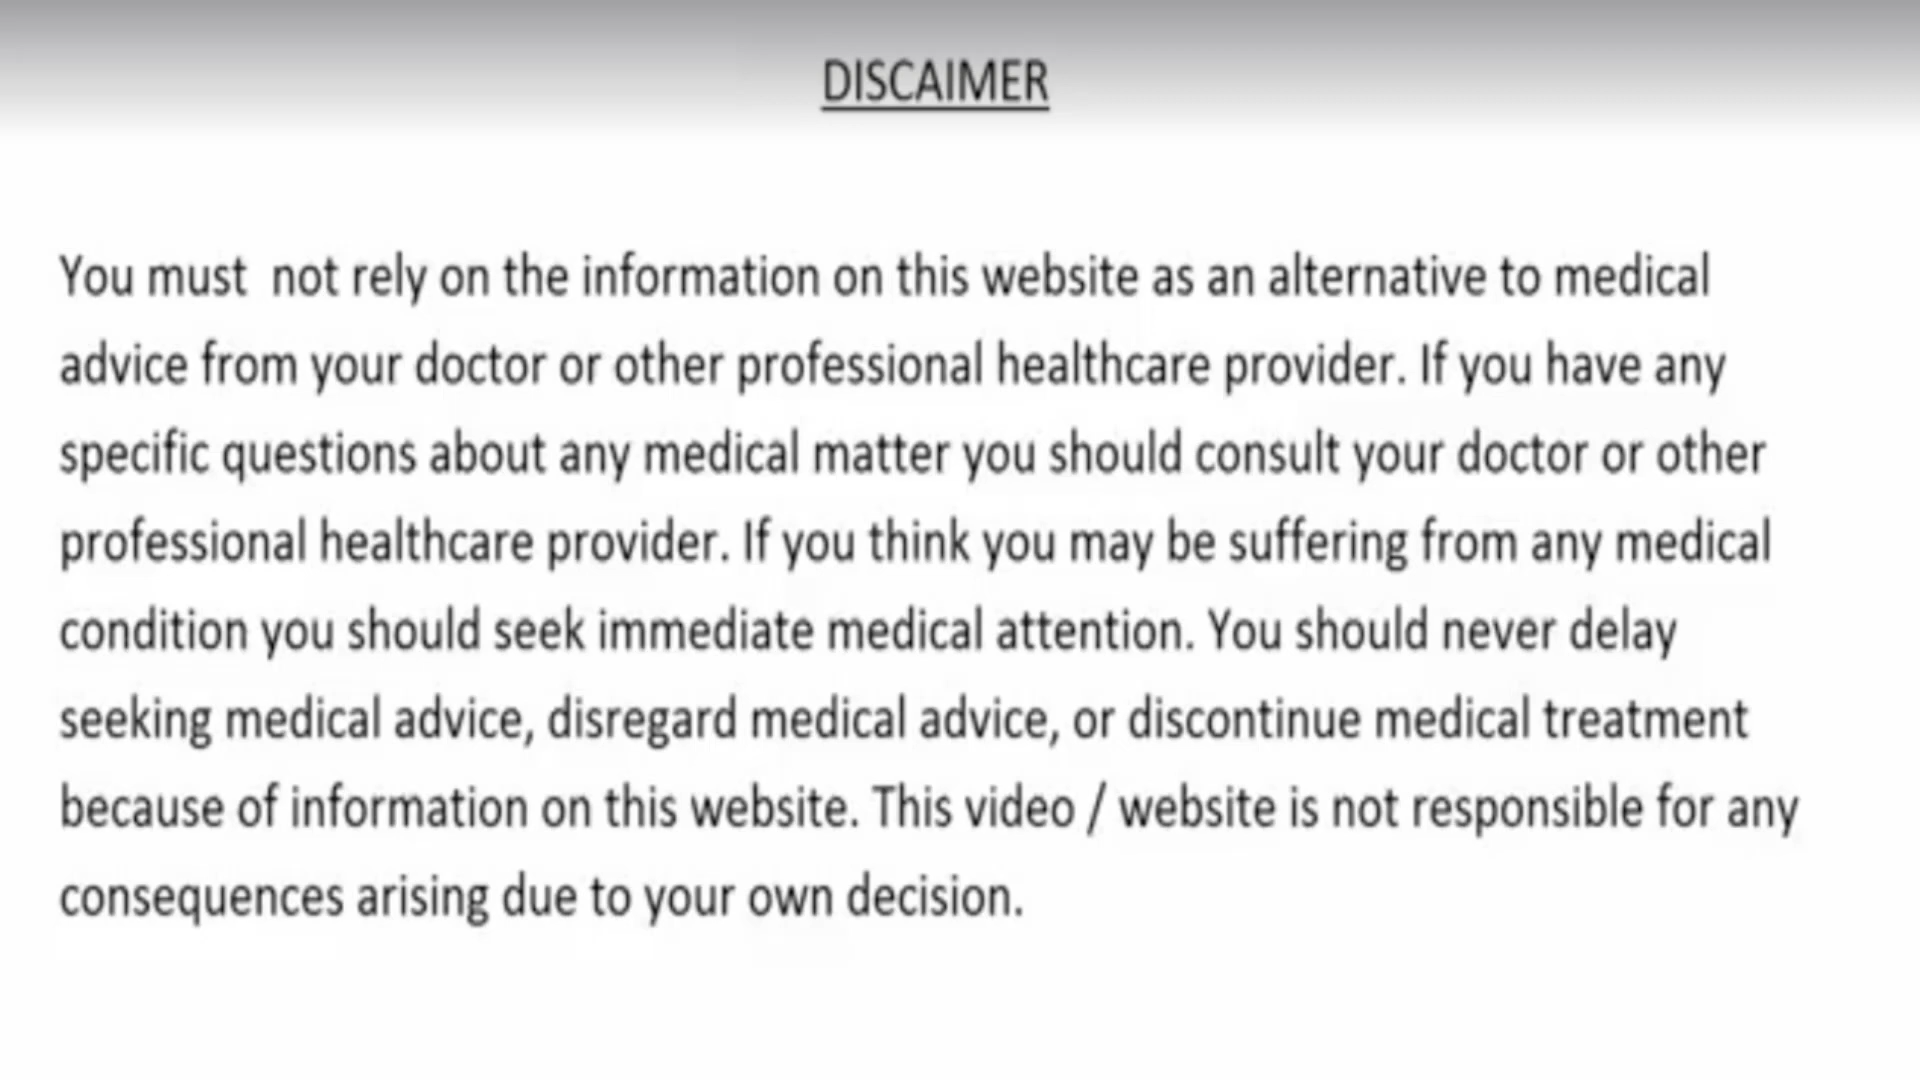 DISCAIMER
You must  not rely on the information on this website as an alternative to medical
advice from your doctor or other professional healthcare provider. If you have any
specific questions about any medical matter you should consult your doctor or other
professional healthcare provider. If you think you may be suffering from any medical
condition you should seek immediate medical attention. You should never delay
seeking medical advice, disregard medical advice, or discontinue medical treatment
because of information on this website. This video / website is not responsible for any
consequences arising due to your own decision.